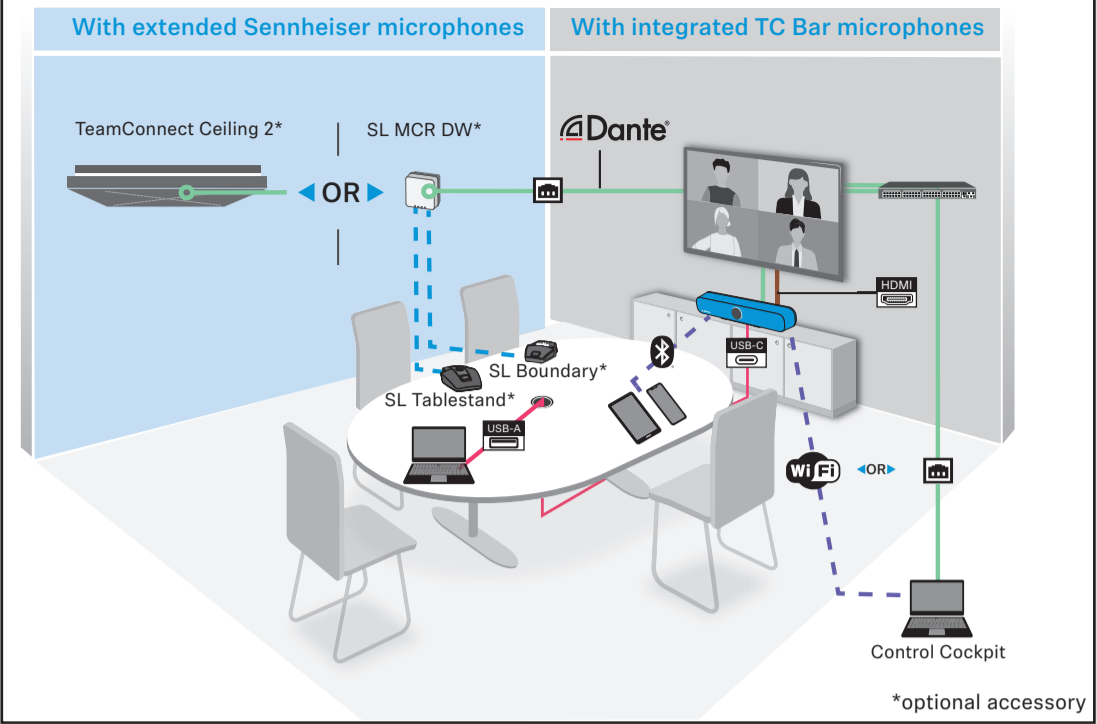 With extended Sennheiser microphones
With integrated TC Bar microphones
TeamConnect Ceiling 2*
SL MCR DW*
Dante®
OR
HDMI
USB-C
SL Boundary*
SL Tablestand*
USB-A
WiFi
OR
Control Cockpit
*optional accessory